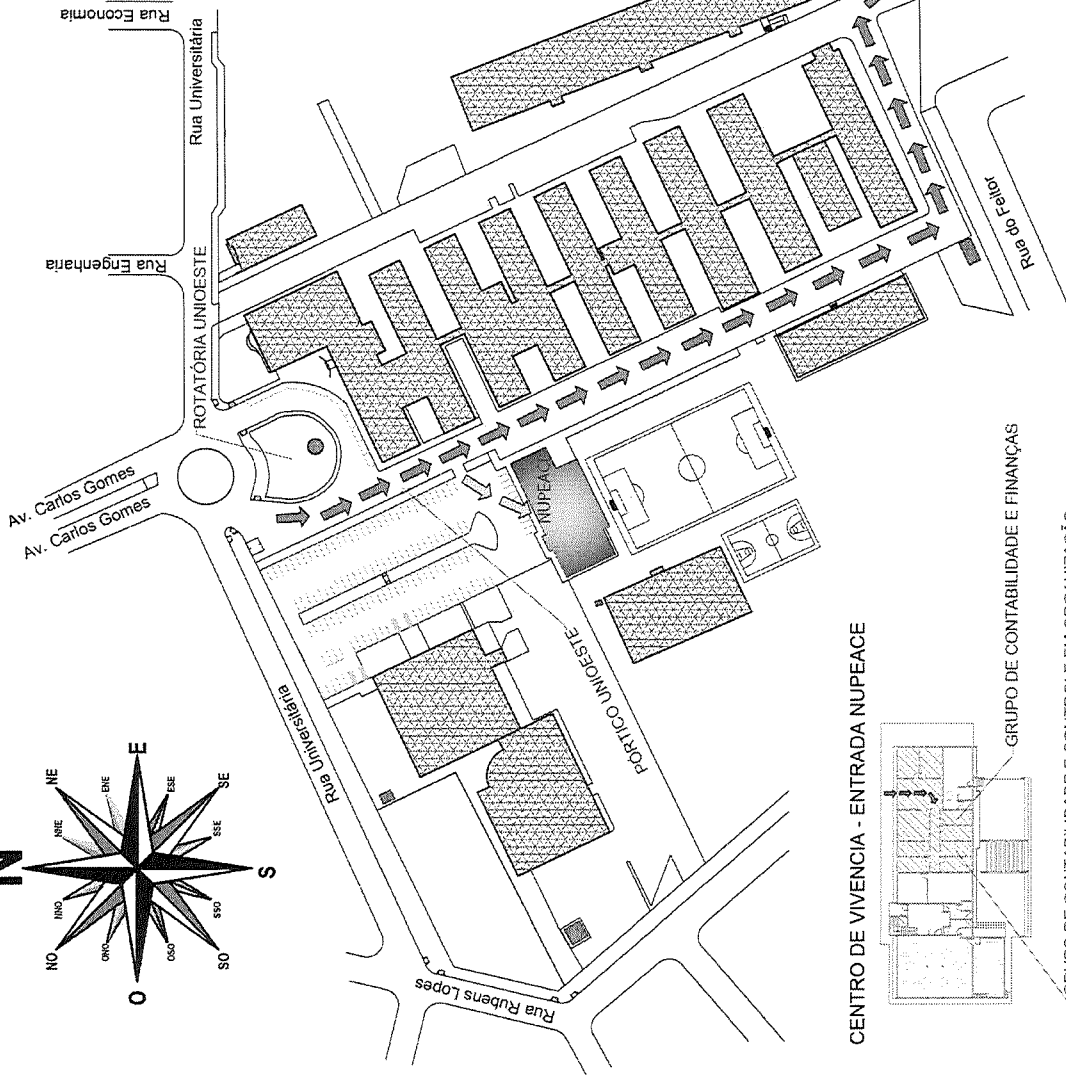 Rua Economia
Rua Universitária
Rua Engenharia
ROTATÓRIA UNIOESTE
Av. Carlos Gomes
Av. Carlos Gomes
N
NNE
NE
ENE
E
ESE
SE
SSE
S
SSO
SO
OSO
O
ONO
NO
NNO
Rua Universitária
NUPEACE
PÓRTICO UNIOESTE
Rua do Feitor
Rua Rubens Lopes
CENTRO DE VIVENCIA - ENTRADA NUPEACE
GRUPO DE CONTABILIDADE E FINANÇAS